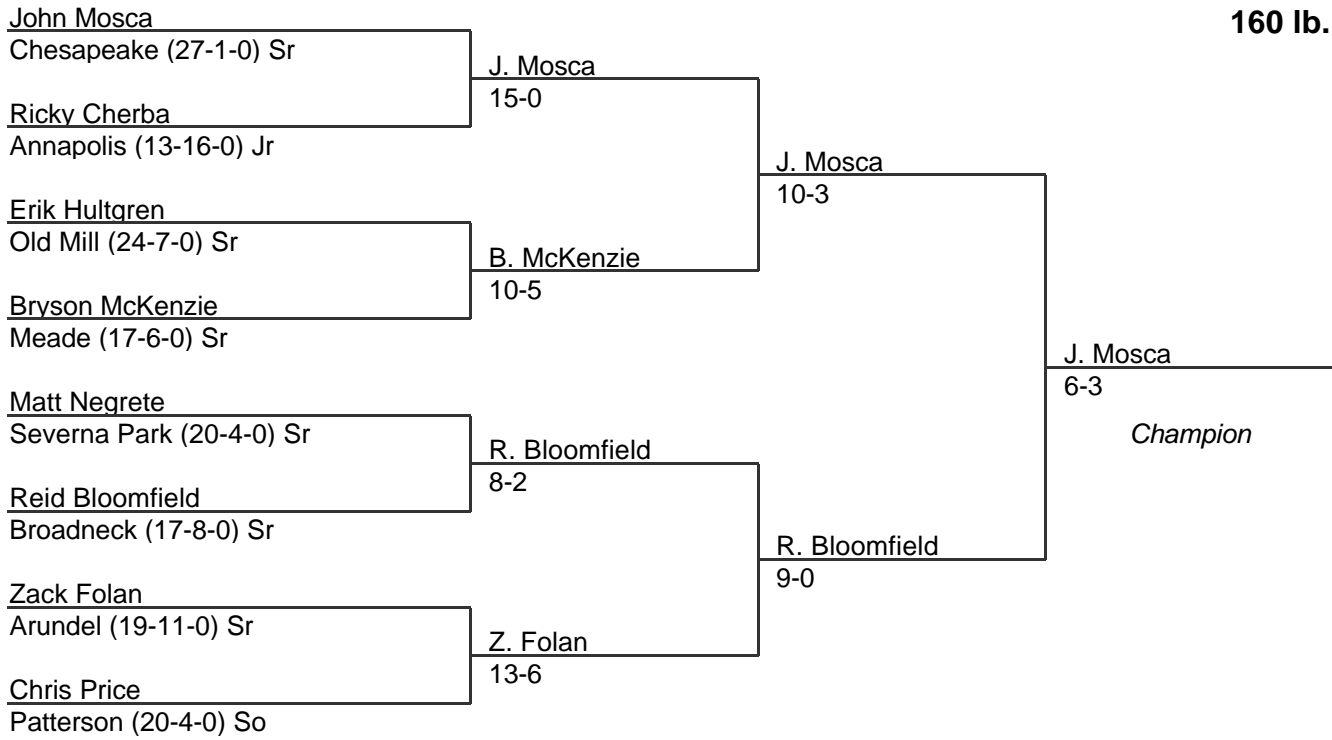 160 lb.
John Mosca
Chesapeake (27-1-0) Sr
J. Mosca
15-0
Ricky Cherba
Annapolis (13-16-0) Jr
J. Mosca
10-3
Erik Hultgren
Old Mill (24-7-0) Sr
B. McKenzie
10-5
Bryson McKenzie
Meade (17-6-0) Sr
J. Mosca
6-3
Champion
Matt Negrete
Severna Park (20-4-0) Sr
R. Bloomfield
8-2
Reid Bloomfield
Broadneck (17-8-0) Sr
R. Bloomfield
9-0
Zack Folan
Arundel (19-11-0) Sr
Z. Folan
13-6
Chris Price
Patterson (20-4-0) So